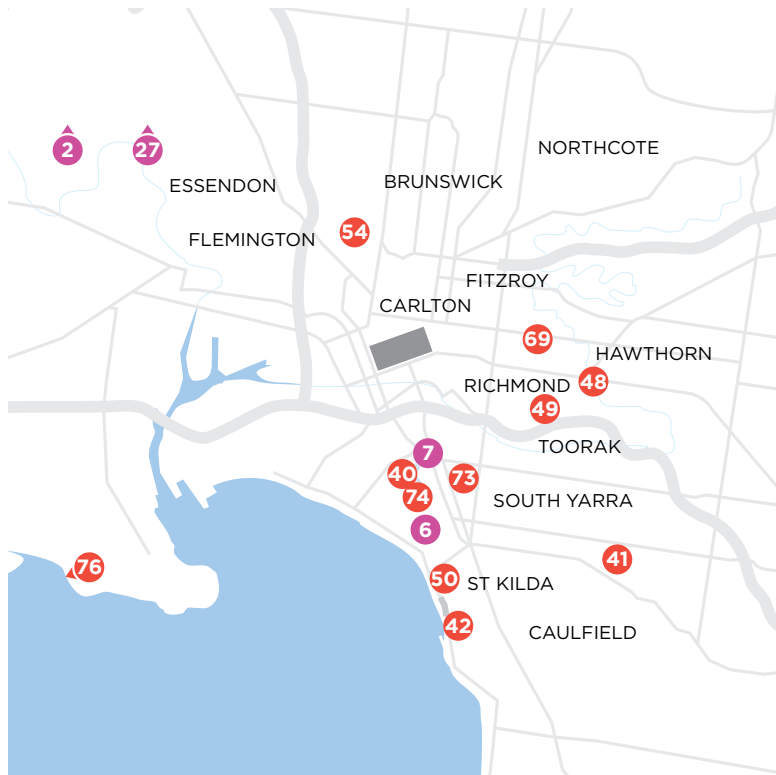 NORTHCOTE
2
27
BRUNSWICK
ESSENDON
54
FLEMINGTON
FITZROY
CARLTON
69
HAWTHORN
48
RICHMOND
49
TOORAK
7
40
73
74
SOUTH YARRA
6
41
76
50
ST KILDA
42
CAULFIELD